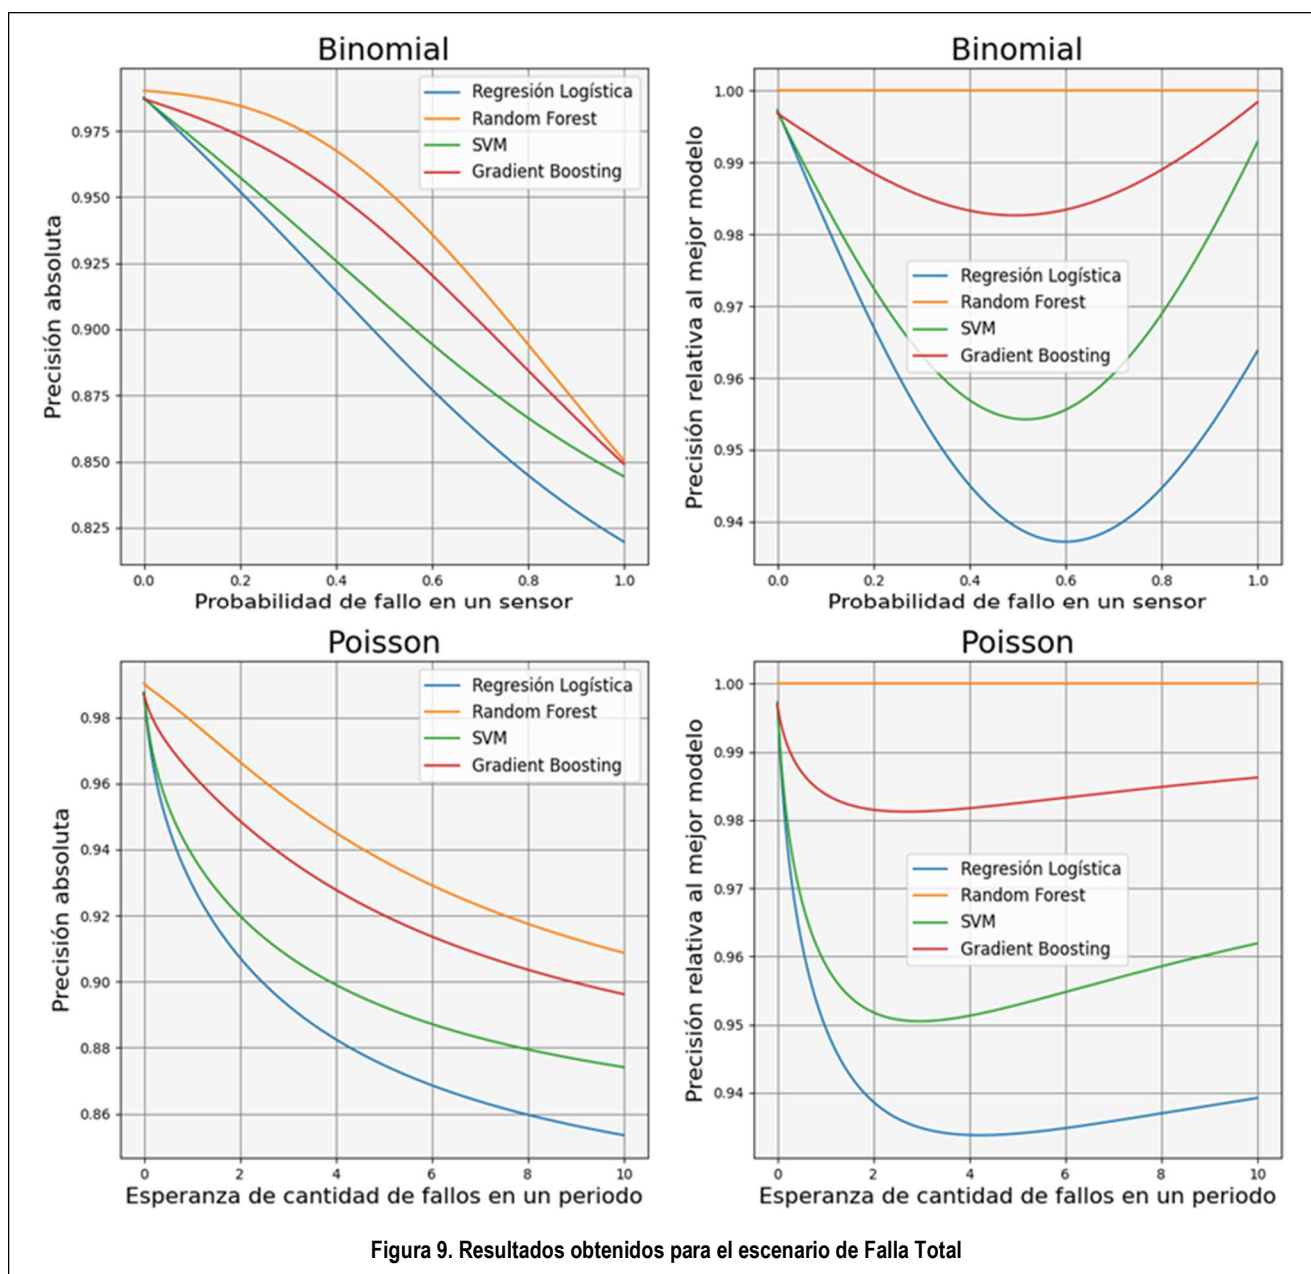 Binomial
Precisión absoluta
0.975
0.950
0.925
0.900
0.875
0.850
0.825
Regresión Logística
Random Forest
SVM
Gradient Boosting
0.0 0.2 0.4 0.6 0.8 1.0
Probabilidad de fallo en un sensor
Binomial
Precisión relativa al mejor modelo
1.00
0.99
0.98
0.97
0.96
0.95
0.94
Regresión Logística
Random Forest
SVM
Gradient Boosting
0.0 0.2 0.4 0.6 0.8 1.0
Probabilidad de fallo en un sensor
Poisson
Precisión absoluta
0.98
0.96
0.94
0.92
0.90
0.88
0.86
Regresión Logística
Random Forest
SVM
Gradient Boosting
0 2 4 6 8 10
Esperanza de cantidad de fallos en un periodo
Poisson
Precisión relativa al mejor modelo
1.00
0.99
0.98
0.97
0.96
0.95
0.94
Regresión Logística
Random Forest
SVM
Gradient Boosting
0 2 4 6 8 10
Esperanza de cantidad de fallos en un periodo
Figura 9. Resultados obtenidos para el escenario de Falla Total